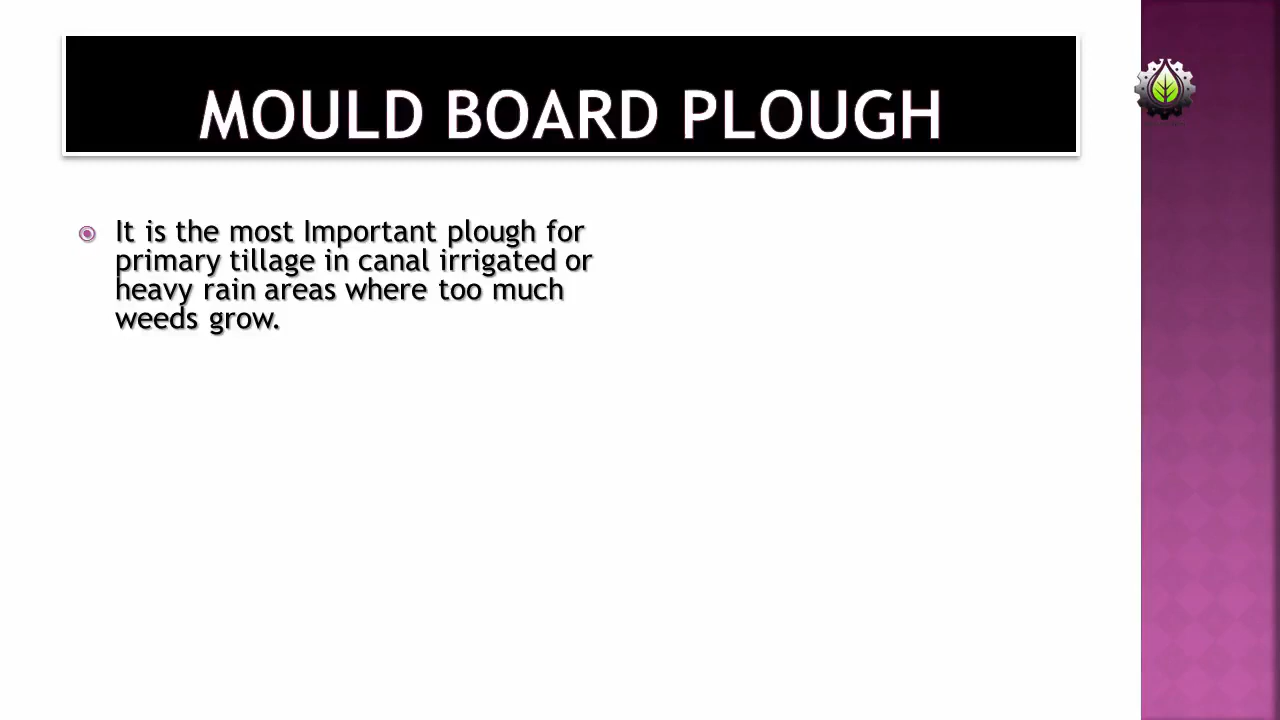 MOULD BOARD PLOUGH
It is the most Important plough for
primary tillage in canal irrigated or
heavy rain areas where too much
weeds grow.